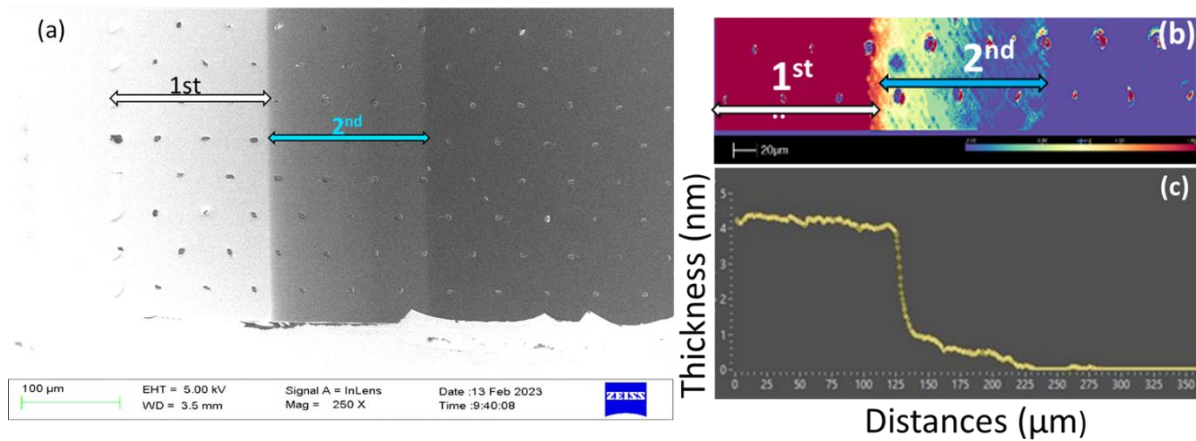 (a)
1st
2nd
100 µm
EHT = 5.00 kV
WD = 3.5 mm
Signal A = InLens
Mag = 250 X
Date :13 Feb 2023
Time :9:40:08
ZEISS
(b)
1st
2nd
20µm
(c)
Thickness (nm)
5
4
3
2
1
0
0 25 50 75 100 125 150 175 200 225 250 275 300 325 350
Distances (µm)